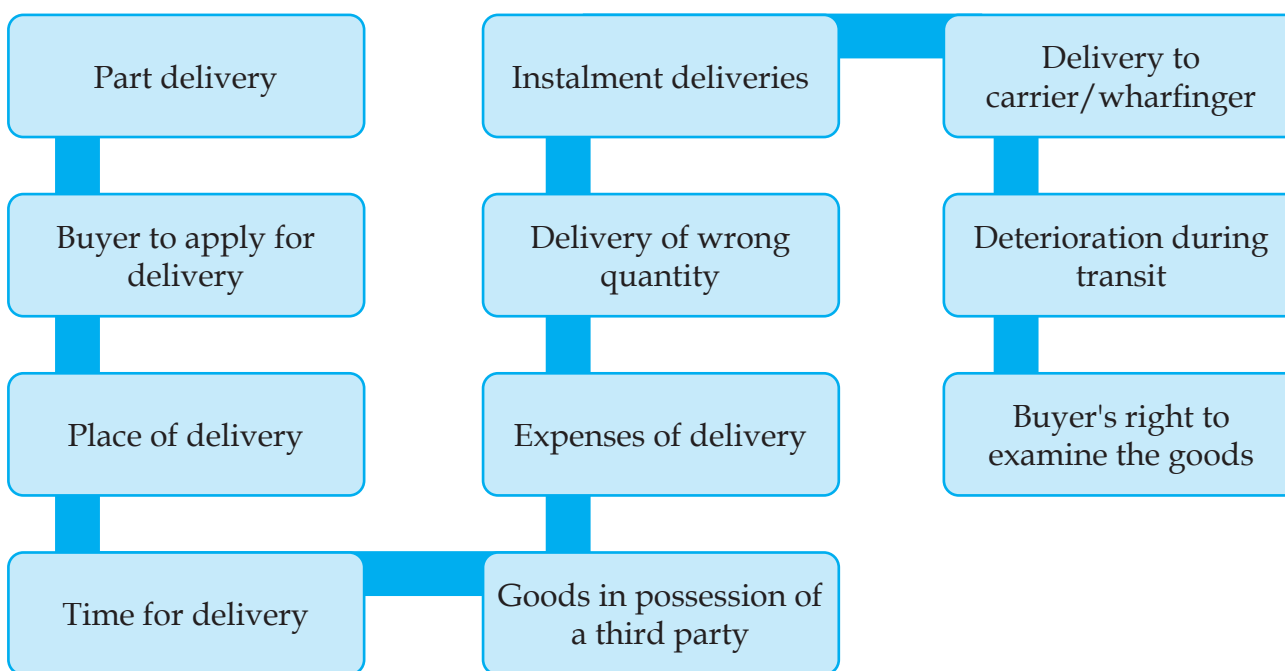 Part delivery
Buyer to apply for
delivery
Place of delivery
Time for delivery
Goods in possession of
a third party
Expenses of delivery
Delivery of wrong
quantity
Instalment deliveries
Delivery to
carrier/wharfinger
Deterioration during
transit
Buyer's right to
examine the goods